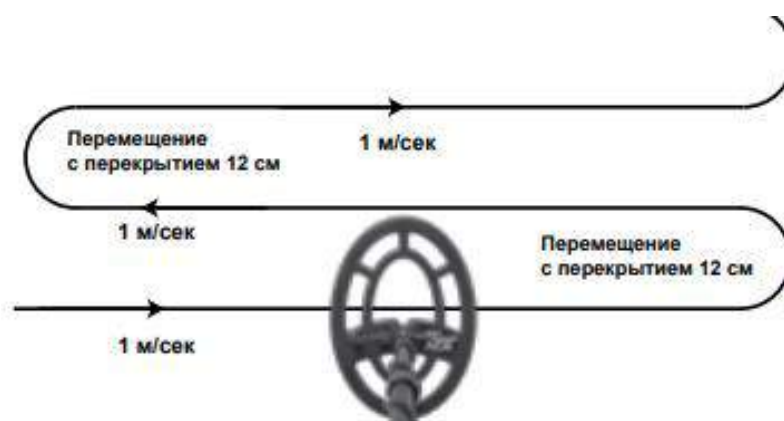 Перемещение
с перекрытием 12 см
1 м/сек
1 м/сек
Перемещение
с перекрытием 12 см
1 м/сек